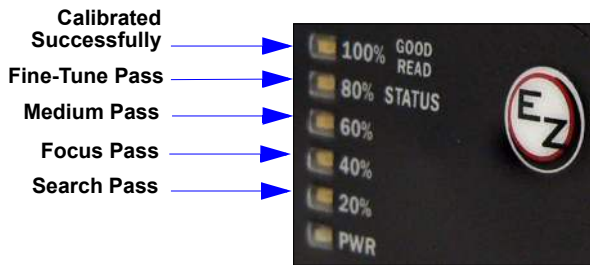 Calibrated
Successfully
Fine-Tune Pass
Medium Pass
Focus Pass
Search Pass
100% GOOD
READ
80% STATUS
60%
40%
20%
PWR
EZ